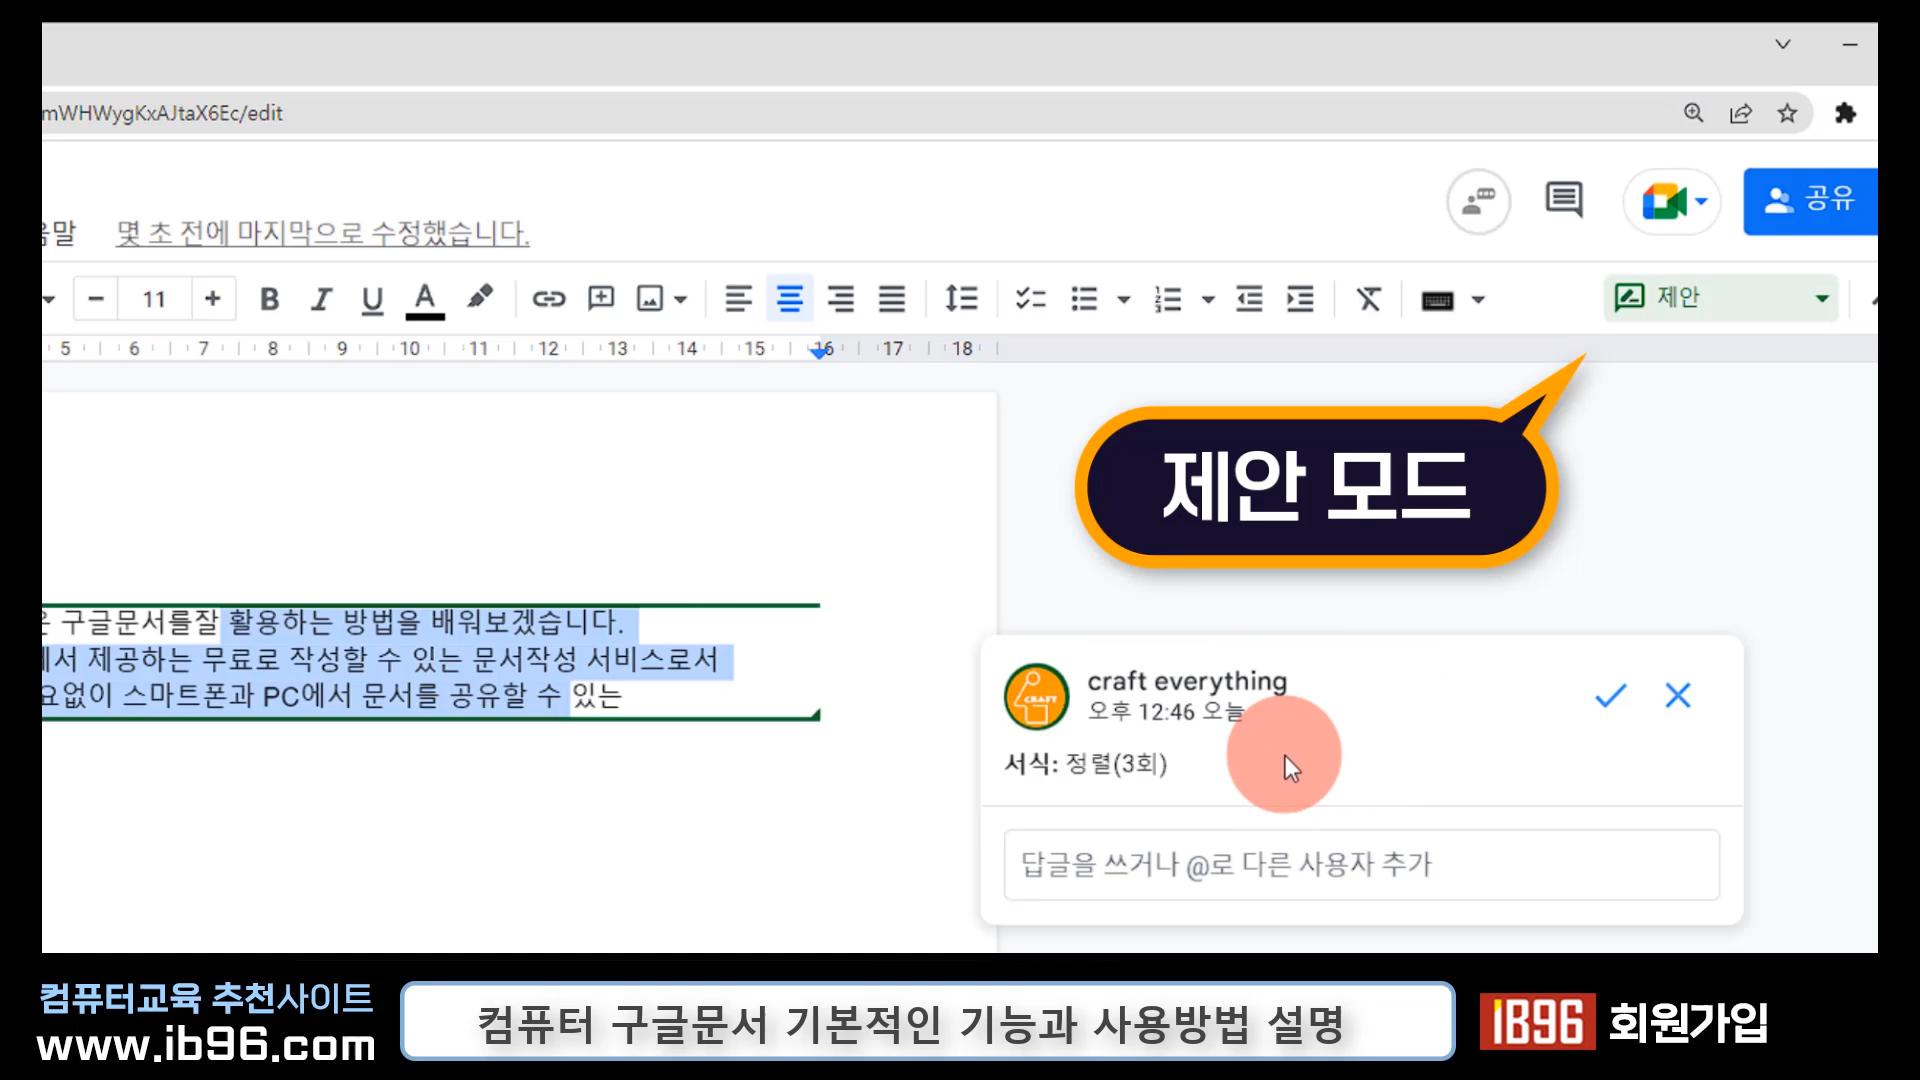 mWHWygKxAJtaX6Ec/edit
움말 몇 초 전에 마지막으로 수정했습니다.
공유
11
B I U A
제안
5 6 7 8 9 10 11 12 13 14 15 16 17 18
제안 모드
은 구글문서를잘 활용하는 방법을 배워보겠습니다.
에서 제공하는 무료로 작성할 수 있는 문서작성 서비스로서
요없이 스마트폰과 PC에서 문서를 공유할 수 있는
CRAFT
craft everything
오후 12:46 오늘
서식: 정렬(3회)
답글을 쓰거나 @로 다른 사용자 추가
컴퓨터교육 추천사이트
www.ib96.com
컴퓨터 구글문서 기본적인 기능과 사용방법 설명
IB96 회원가입